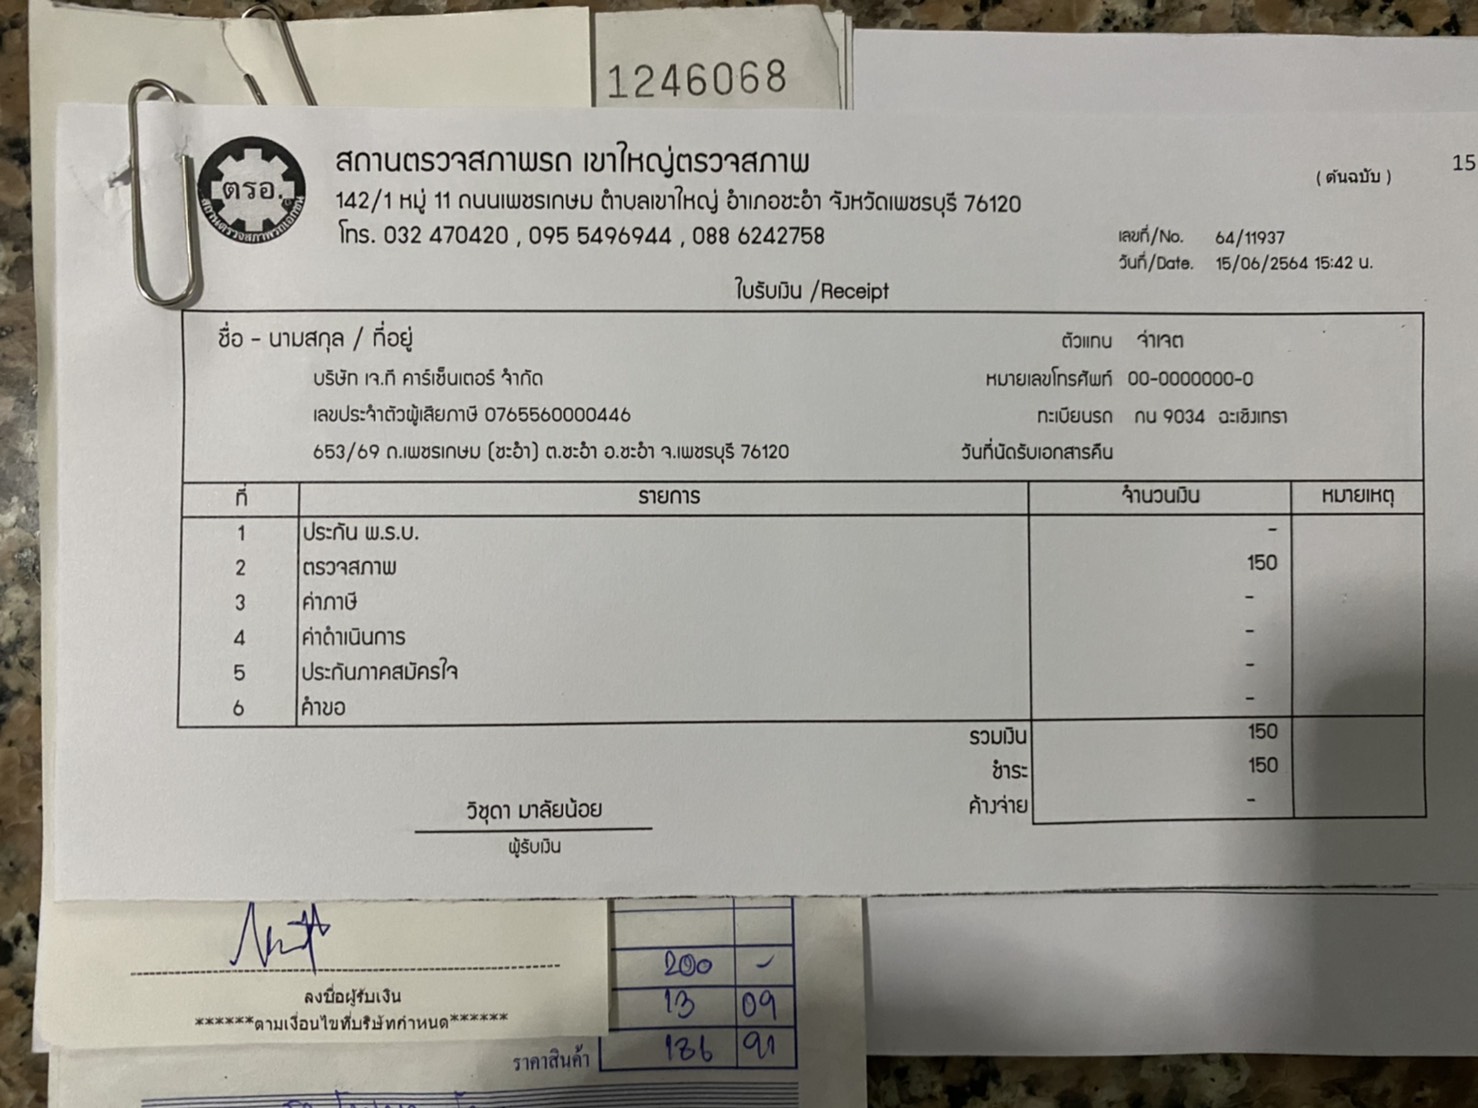 1246068
สถานตรวจสภาพรถ เขาใหญ่ตรวจสภาพ
15
( ต้นฉบับ )
ตรอ.
142/1 หมู่ 11 ถนนเพชรเกษม ตำบลเขาใหญ่ อำเภอชะอำ จังหวัดเพชรบุรี 76120
โทร. 032 470420 , 095 5496944 , 088 6242758
เลขที่/No. 64/11937
วันที่/Date. 15/06/2564 15:42 น.
ใบรับเงิน /Receipt
ชื่อ - นามสกุล / ที่อยู่ ตัวแทน จ่าเจต
บริษัท เจ.ที คาร์เซ็นเตอร์ จำกัด หมายเลขโทรศัพท์ 00-0000000-0
เลขประจำตัวผู้เสียภาษี 0765560000446 ทะเบียนรถ กน 9034 ฉะเชิงเทรา
653/69 ถ.เพชรเกษม (ชะอำ) ต.ชะอำ อ.ชะอำ จ.เพชรบุรี 76120 วันที่นัดรับเอกสารคืน
ที่ รายการ จำนวนเงิน หมายเหตุ
1 ประกัน พ.ร.บ. -
2 ตรวจสภาพ 150
3 ค่าภาษี -
4 ค่าดำเนินการ -
5 ประกันภาคสมัครใจ -
6 คำขอ -
รวมเงิน 150
ชำระ 150
ค้างจ่าย -
วิชุดา มาลัยน้อย
ผู้รับเงิน
200 -
ลงชื่อผู้รับเงิน
13 09
******ตามเงื่อนไขที่บริษัทกำหนด******
ราคาสินค้า 186 91